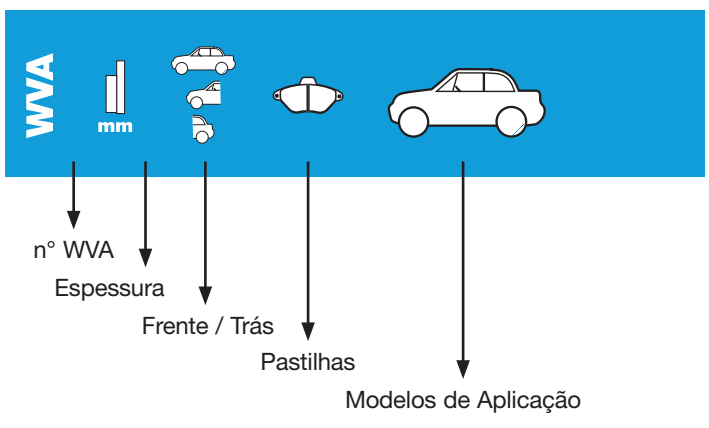 WVA
mm
n° WVA
Espessura
Frente / Trás
Pastilhas
Modelos de Aplicação